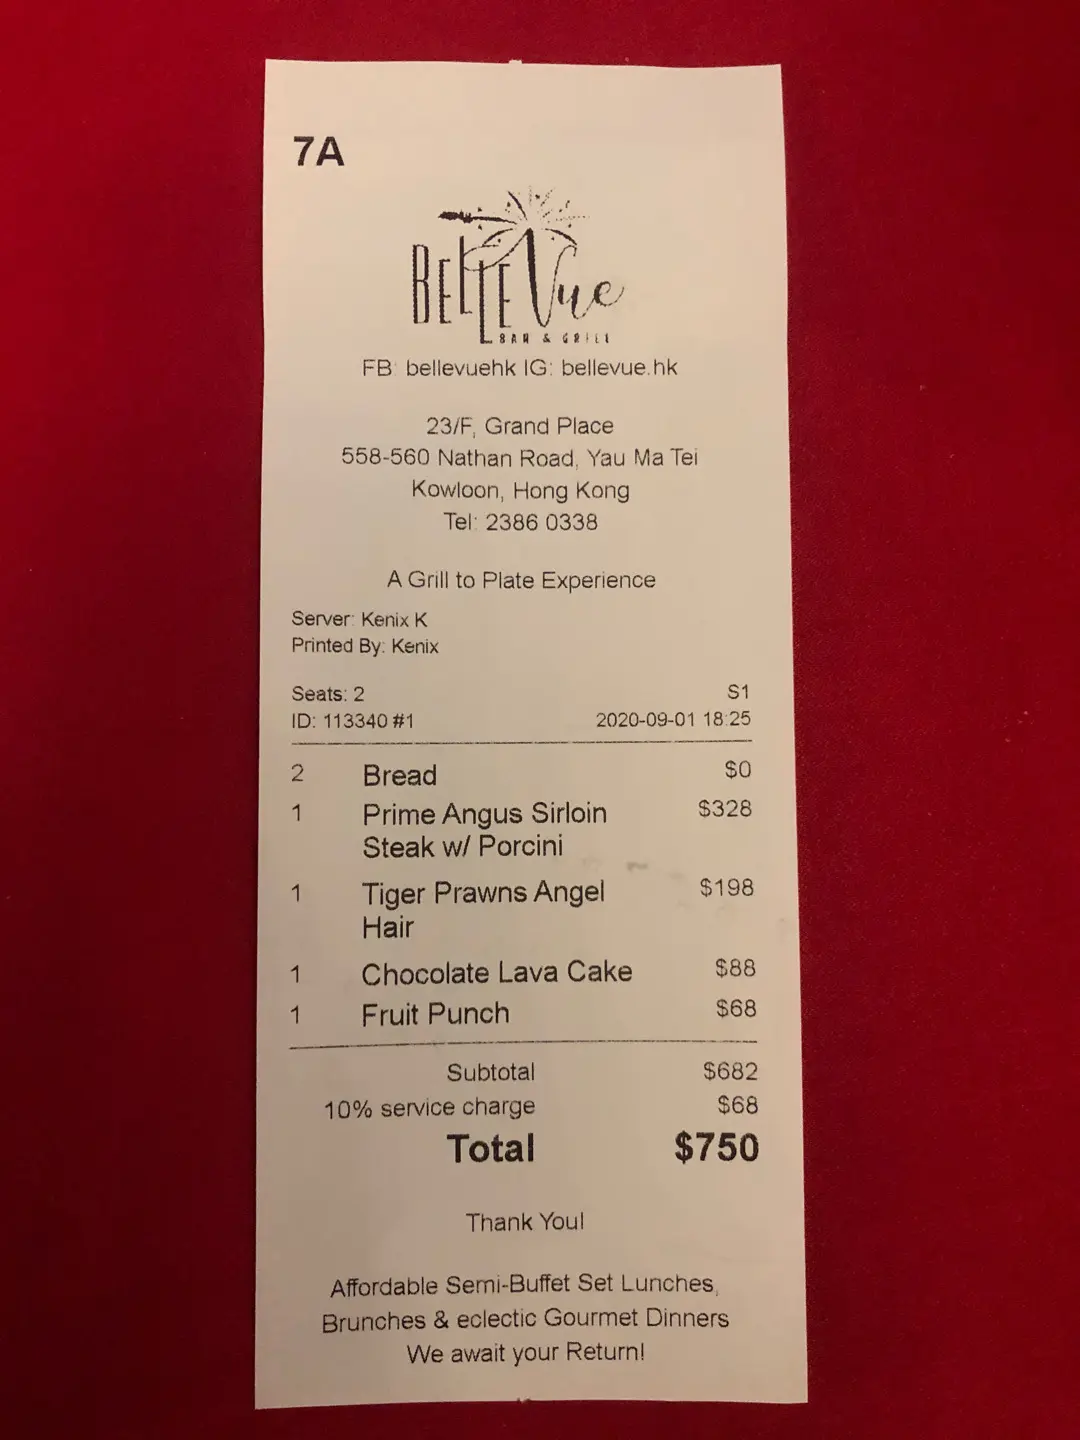 7A
BELLEVue
BAR & GRILL
FB: bellevuehk IG: bellevue.hk
23/F, Grand Place
558-560 Nathan Road, Yau Ma Tei
Kowloon, Hong Kong
Tel: 2386 0338
A Grill to Plate Experience
Server: Kenix K
Printed By: Kenix
Seats: 2 S1
ID: 113340 #1 2020-09-01 18:25
2 Bread $0
1 Prime Angus Sirloin $328
Steak w/ Porcini
1 Tiger Prawns Angel $198
Hair
1 Chocolate Lava Cake $88
1 Fruit Punch $68
Subtotal $682
10% service charge $68
Total $750
Thank You!
Affordable Semi-Buffet Set Lunches,
Brunches & eclectic Gourmet Dinners
We await your Return!